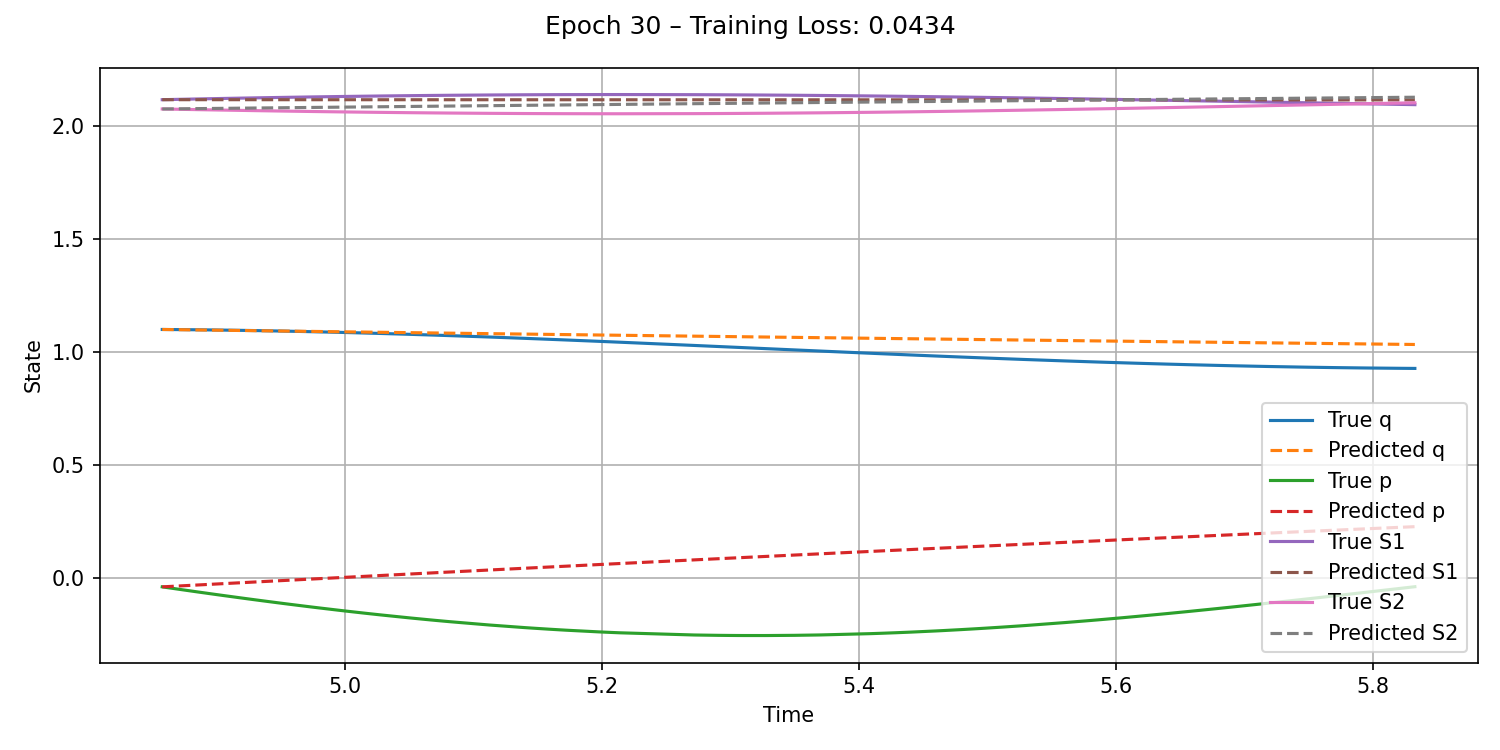 Epoch 30 – Training Loss: 0.0434
2.0
1.5
1.0
0.5
0.0
State
True q
Predicted q
True p
Predicted p
True S1
Predicted S1
True S2
Predicted S2
5.0 5.2 5.4 5.6 5.8
Time